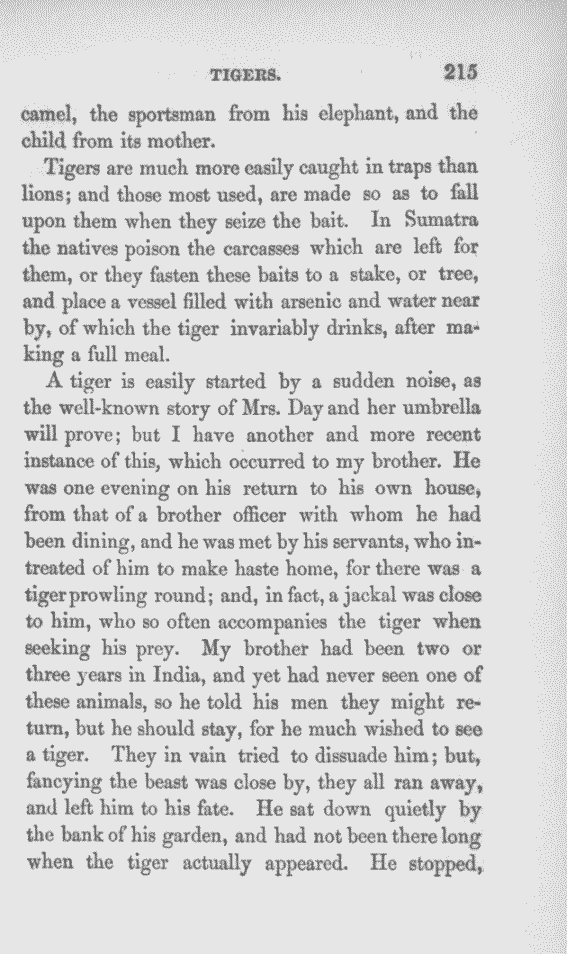 TIGERS. 215
camel, the sportsman from his elephant, and the
child from its mother.
Tigers are much more easily caught in traps than
lions; and those most used, are made so as to fall
upon them when they seize the bait. In Sumatra
the natives poison the carcasses which are left for
them, or they fasten these baits to a stake, or tree,
and place a vessel filled with arsenic and water near
by, of which the tiger invariably drinks, after ma-
king a full meal.
A tiger is easily started by a sudden noise, as
the well-known story of Mrs. Day and her umbrella
will prove; but I have another and more recent
instance of this, which occurred to my brother. He
was one evening on his return to his own house,
from that of a brother officer with whom he had
been dining, and he was met by his servants, who in-
treated of him to make haste home, for there was a
tiger prowling round; and, in fact, a jackal was close
to him, who so often accompanies the tiger when
seeking his prey. My brother had been two or
three years in India, and yet had never seen one of
these animals, so he told his men they might re-
turn, but he should stay, for he much wished to see
a tiger. They in vain tried to dissuade him; but,
fancying the beast was close by, they all ran away,
and left him to his fate. He sat down quietly by
the bank of his garden, and had not been there long
when the tiger actually appeared. He stopped,